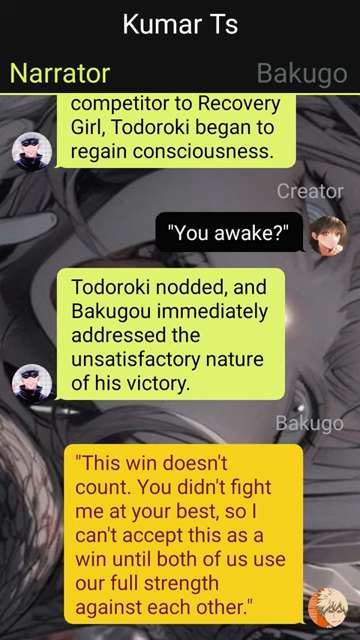 Kumar Ts
Narrator
Bakugo
competitor to Recovery
Girl, Todoroki began to
regain consciousness.
Creator
"You awake?"
Todoroki nodded, and
Bakugou immediately
addressed the
unsatisfactory nature
of his victory.
Bakugo
"This win doesn't
count. You didn't fight
me at your best, so I
can't accept this as a
win until both of us use
our full strength
against each other."